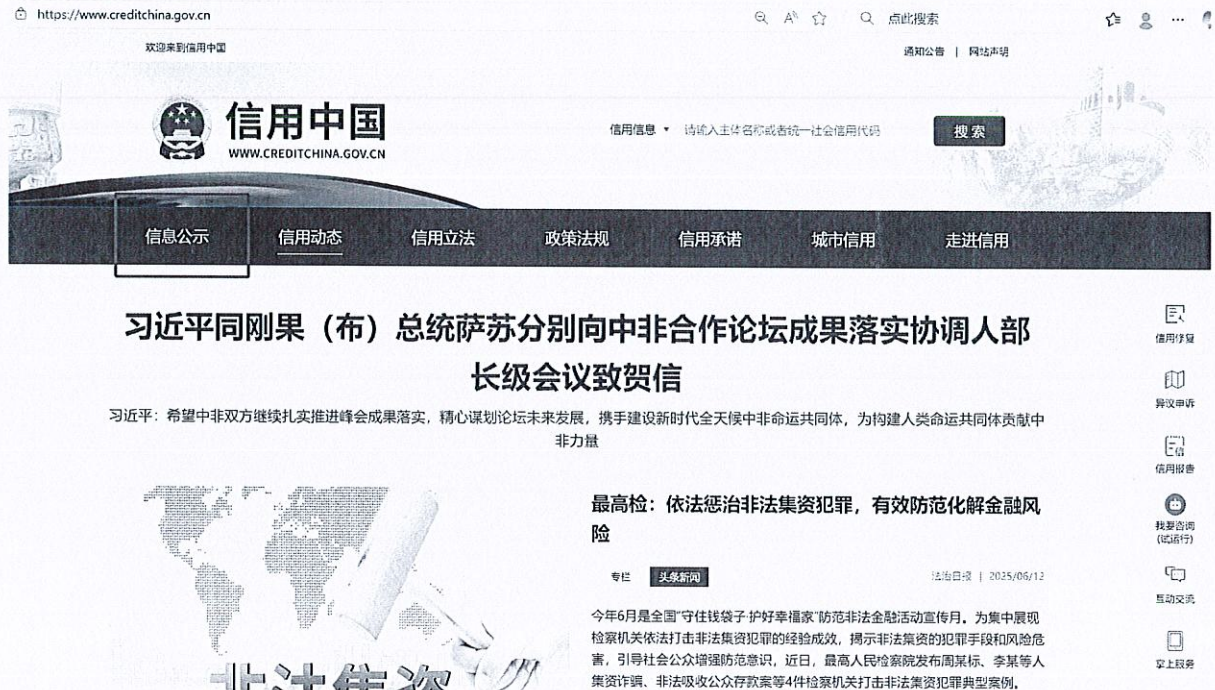 https://www.creditchina.gov.cn
点此搜索
欢迎来到信用中国
通知公告 | 网站声明
信用中国
WWW.CREDITCHINA.GOV.CN
信用信息
请输入主体名称或者统一社会信用代码
搜索
信息公示 信用动态 信用立法 政策法规 信用承诺 城市信用 走进信用
习近平同刚果（布）总统萨苏分别向中非合作论坛成果落实协调人部
长级会议致贺信
习近平：希望中非双方继续扎实推进峰会成果落实，精心谋划论坛未来发展，携手建设新时代全天候中非命运共同体，为构建人类命运共同体贡献中
非力量
信用修复
异议申诉
信用报告
我要咨询
(试运行)
互动交流
掌上服务
非法集资
最高检：依法惩治非法集资犯罪，有效防范化解金融风
险
专栏 头条新闻
法治日报 | 2025/06/12
今年6月是全国“守住钱袋子·护好幸福家”防范非法金融活动宣传月。为集中展现
检察机关依法打击非法集资犯罪的经验成效，揭示非法集资的犯罪手段和风险危
害，引导社会公众增强防范意识，近日，最高人民检察院发布周某标、李某等人
集资诈骗、非法吸收公众存款案等4件检察机关打击非法集资犯罪典型案例。